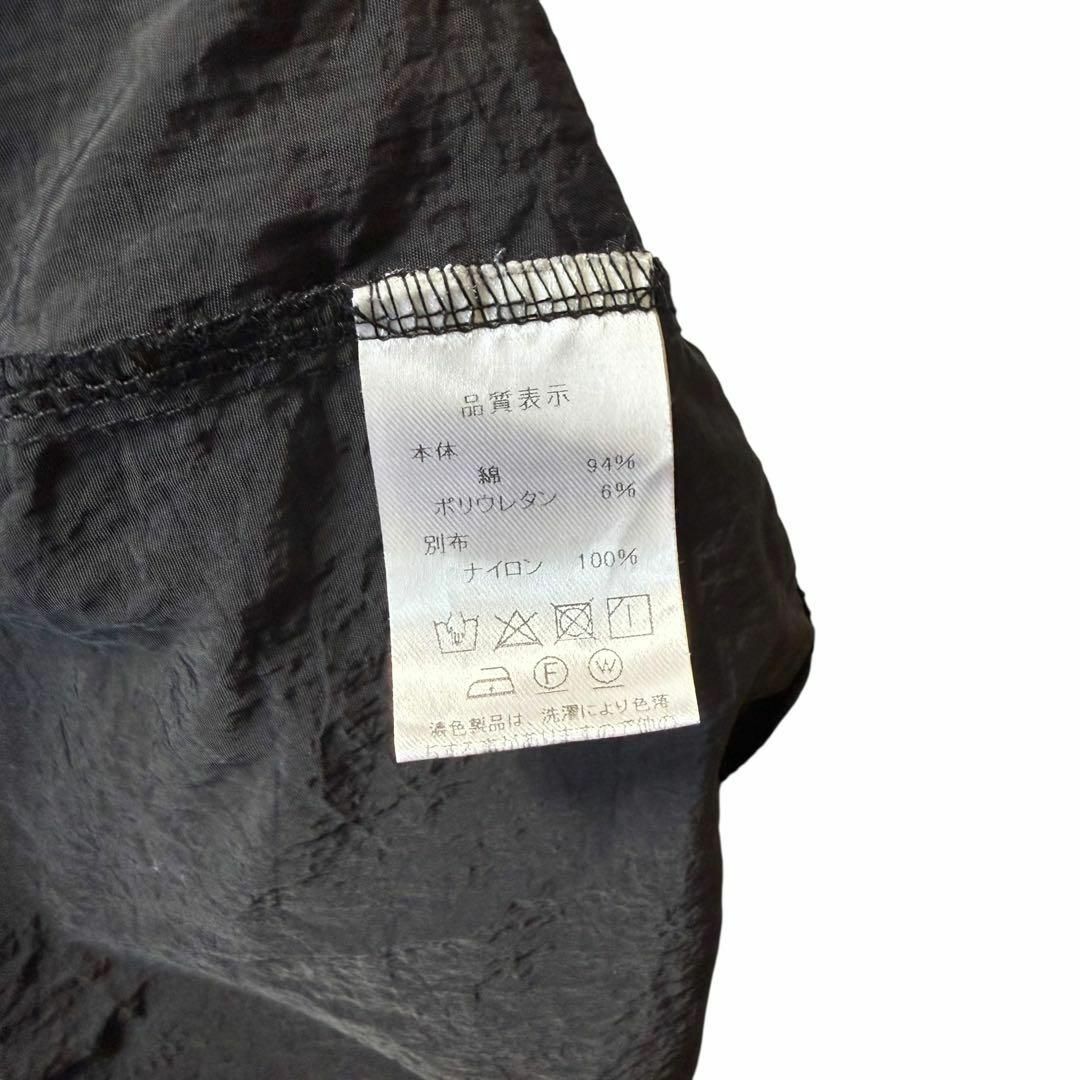 品質表示
本体
綿 94%
ポリウレタン 6%
別布
ナイロン 100%
F W
濃色製品は、洗濯により色落